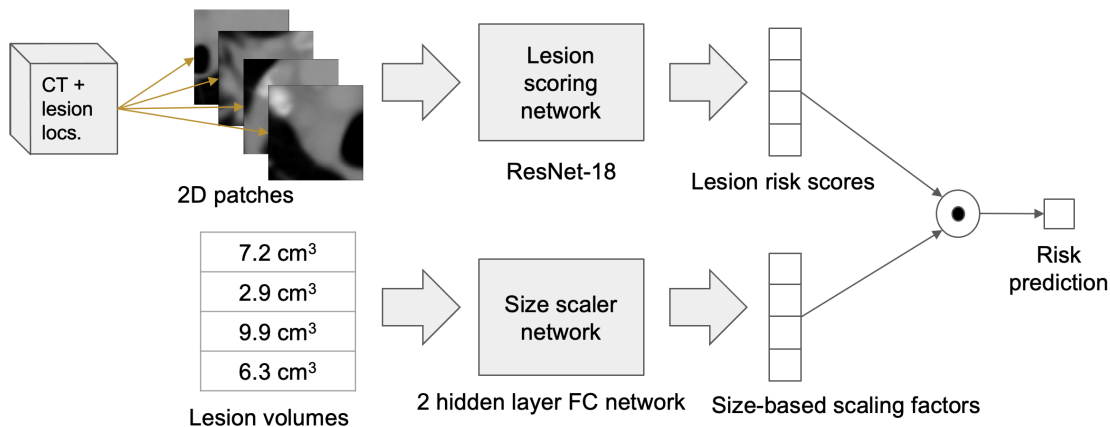 CT +
lesion
locs.
2D patches
Lesion
scoring
network
ResNet-18
Lesion risk scores
Risk
prediction
7.2 cm³
2.9 cm³
9.9 cm³
6.3 cm³
Lesion volumes
Size scaler
network
2 hidden layer FC network
Size-based scaling factors